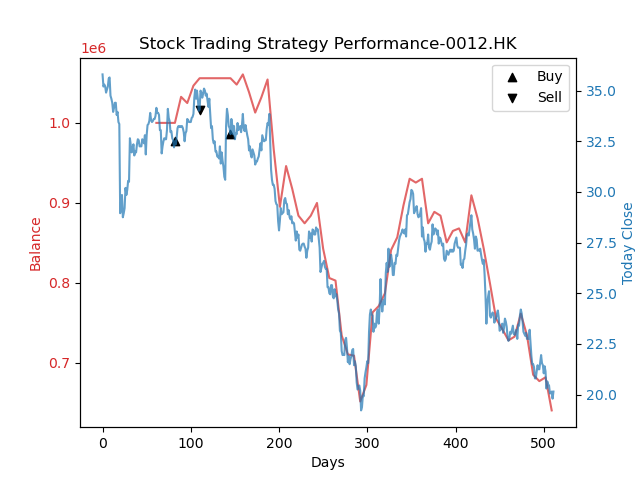 Stock Trading Strategy Performance-0012.HK
1e6
Buy
Sell
1.0
0.9
0.8
0.7
Balance
35.0
32.5
30.0
27.5
25.0
22.5
20.0
Today Close
0 100 200 300 400 500
Days